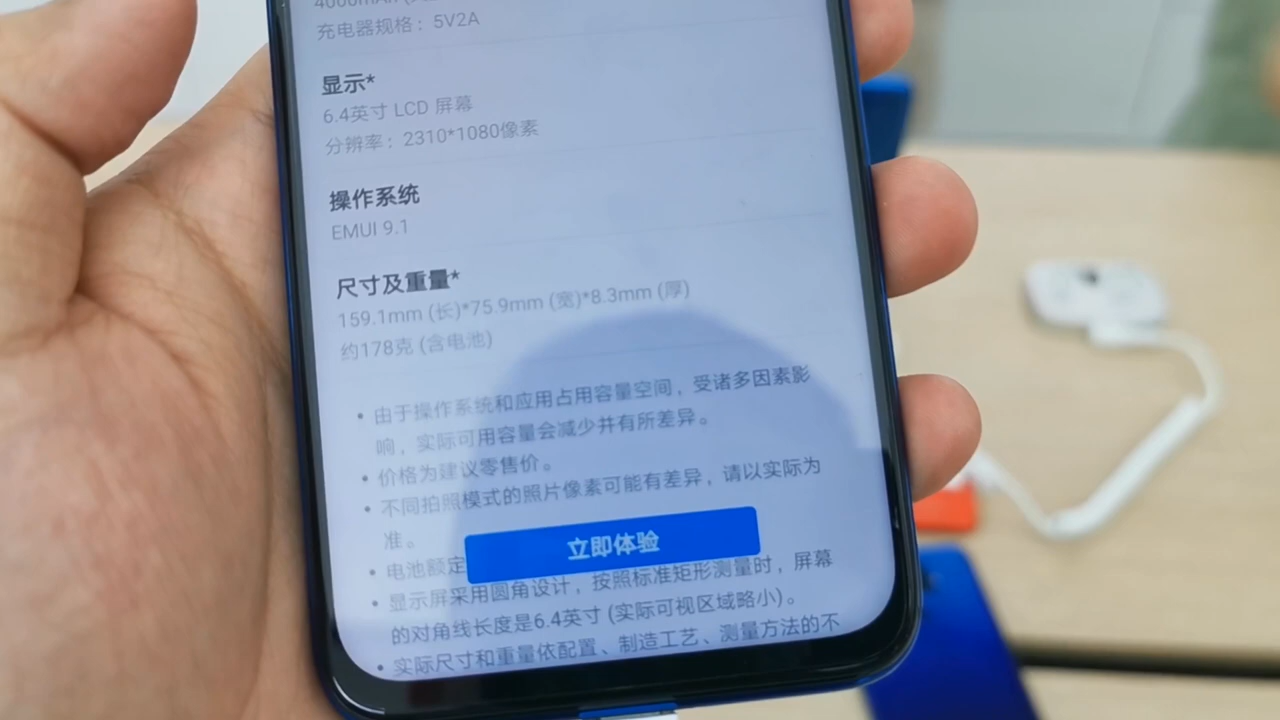 4000mAh
充电器规格：5V2A
显示*
6.4英寸 LCD 屏幕
分辨率：2310*1080像素
操作系统
EMUI 9.1
尺寸及重量*
159.1mm (长)*75.9mm (宽)*8.3mm (厚)
约178克 (含电池)
• 由于操作系统和应用占用容量空间，受诸多因素影
响，实际可用容量会减少并有所差异。
• 价格为建议零售价。
• 不同拍照模式的照片像素可能有差异，请以实际为
准。
• 电池额定
立即体验
• 显示屏采用圆角设计，按照标准矩形测量时，屏幕
的对角线长度是6.4英寸 (实际可视区域略小)。
• 实际尺寸和重量依配置、制造工艺、测量方法的不